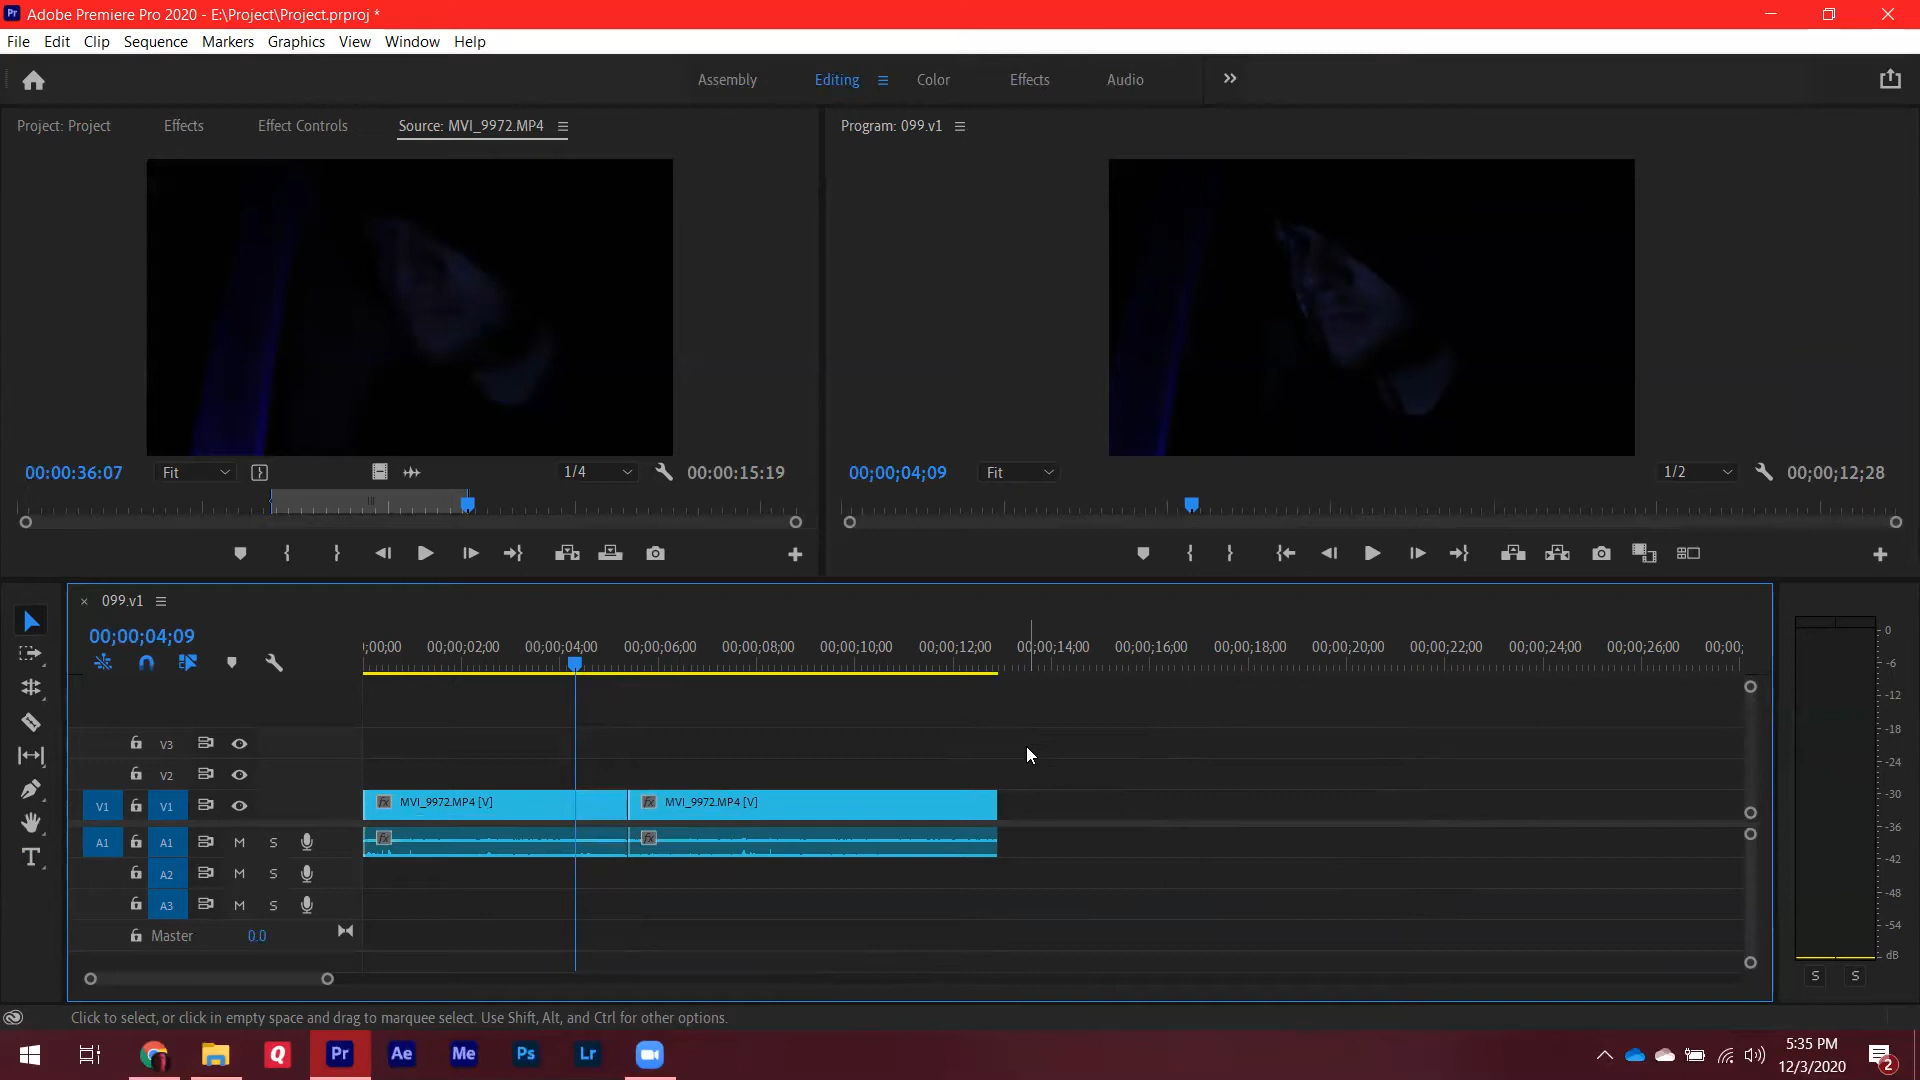 Pr Adobe Premiere Pro 2020 - E:\Project\Project.prproj *
File Edit Clip Sequence Markers Graphics View Window Help
Assembly Editing Color Effects Audio
Project: Project Effects Effect Controls Source: MVI_9972.MP4
Program: 099.v1
00:00:36:07 Fit 1/4 00:00:15:19
00;00;04;09 Fit 1/2 00;00;12;28
× 099.v1
00;00;04;09
;00;00 00;00;02;00 00;00;04;00 00;00;06;00 00;00;08;00 00;00;10;00 00;00;12;00 00;00;14;00 00;00;16;00 00;00;18;00 00;00;20;00 00;00;22;00 00;00;24;00 00;00;26;00 00;00;
V3
V2
V1 V1 fx MVI_9972.MP4 [V] fx MVI_9972.MP4 [V]
A1 A1 M S fx fx
A2 M S
A3 M S
Master 0.0
0
-6
-12
-18
-24
-30
-36
-42
-48
-54
dB
S S
T
Click to select, or click in empty space and drag to marquee select. Use Shift, Alt, and Ctrl for other options.
Q Pr Ae Me Ps Lr
5:35 PM
12/3/2020
2